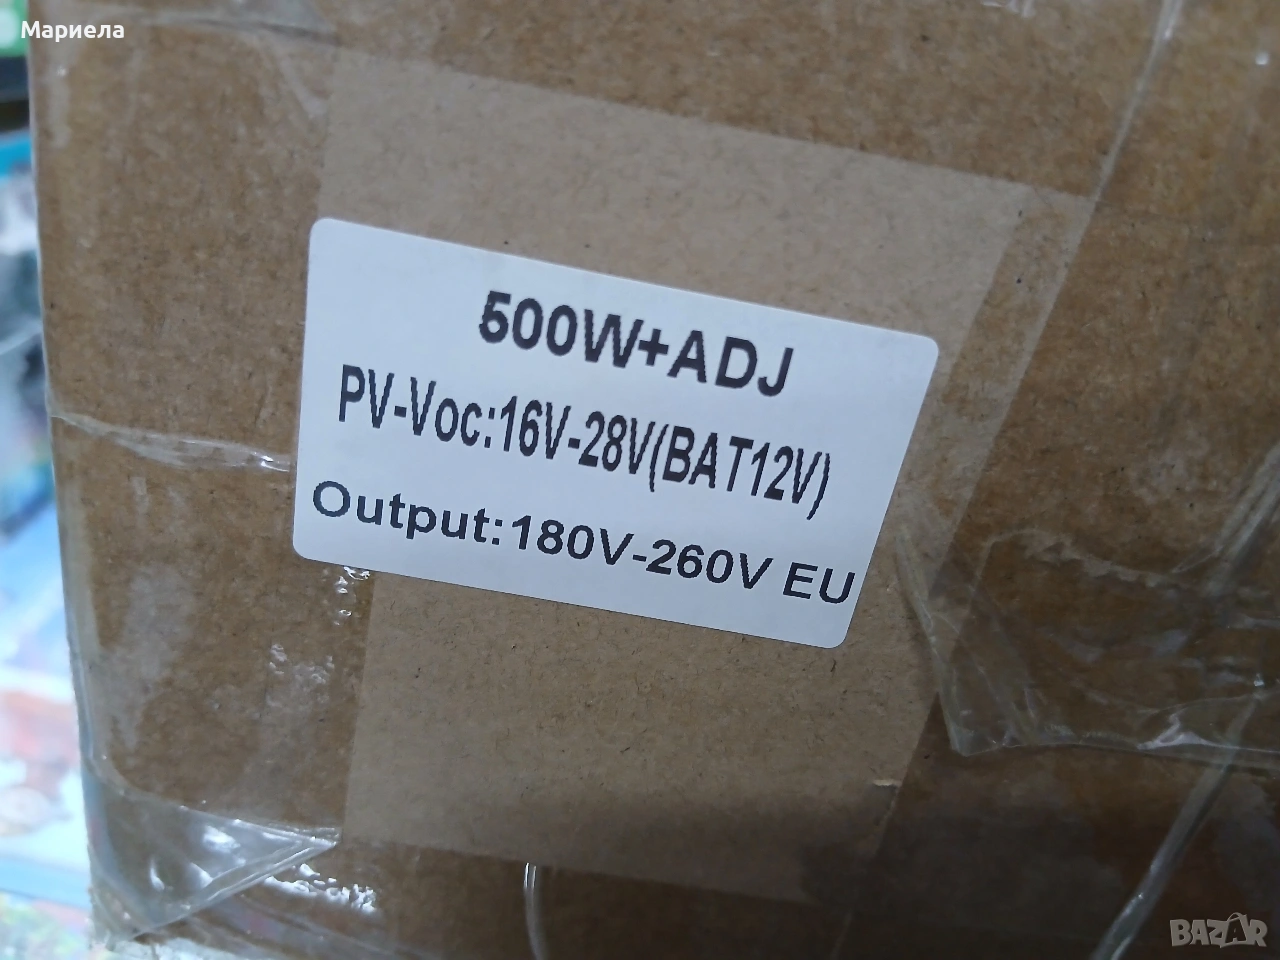 Мариела
500W+ADJ
PV-Voc:16V-28V(BAT12V)
Output:180V-260V EU
BAZAR